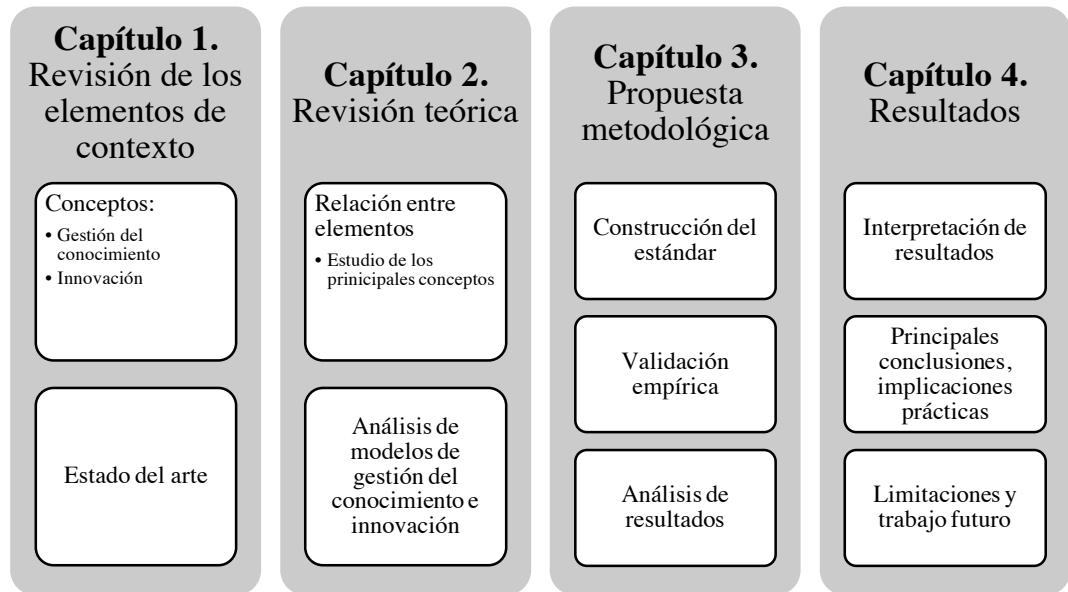 Capítulo 1.
Revisión de los
elementos de
contexto
Conceptos:
• Gestión del
conocimiento
• Innovación
Estado del arte
Capítulo 2.
Revisión teórica
Relación entre
elementos
• Estudio de los
prinicipales conceptos
Análisis de
modelos de
gestión del
conocimiento e
innovación
Capítulo 3.
Propuesta
metodológica
Construcción del
estándar
Validación
empírica
Análisis de
resultados
Capítulo 4.
Resultados
Interpretación de
resultados
Principales
conclusiones,
implicaciones
prácticas
Limitaciones y
trabajo futuro